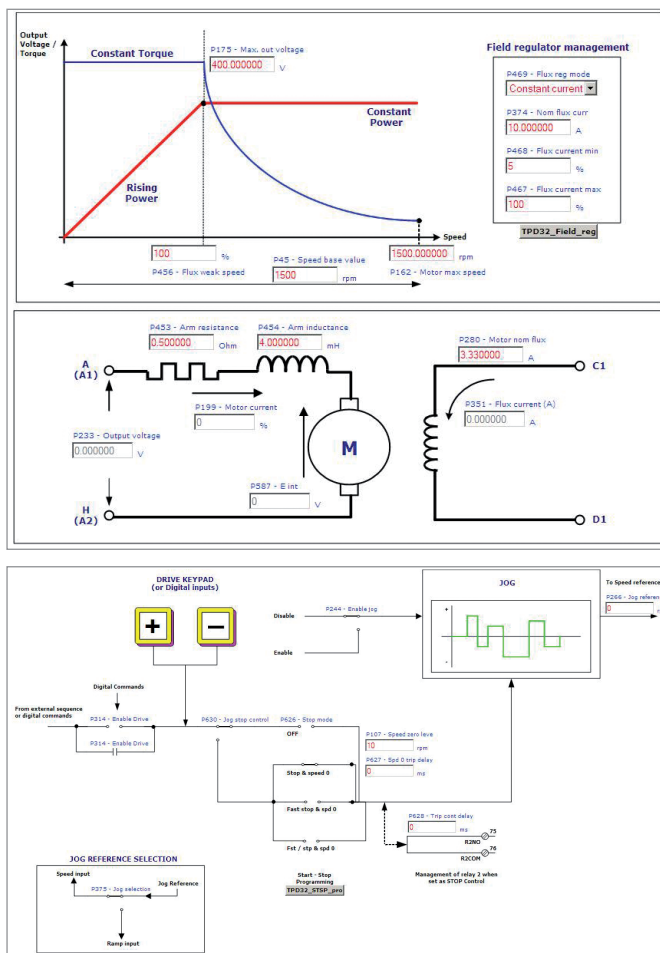 Output
Voltage /
Torque
Constant Torque
P175 - Max. out voltage
400.000000 V
Constant
Power
Rising
Power
Speed
100 %
P456 - Flux weak speed
P45 - Speed base value
1500 rpm
1500.000000 rpm
P162 - Motor max speed
Field regulator management
P469 - Flux reg mode
Constant current
P374 - Nom flux curr
10.000000 A
P468 - Flux current min
5 %
P467 - Flux current max
100 %
TPD32_Field_reg
P453 - Arm resistance
0.500000 Ohm
P454 - Arm inductance
4.000000 mH
A
(A1)
P199 - Motor current
0 %
P233 - Output voltage
0.000000 V
M
P587 - E int
0 V
H
(A2)
P280 - Motor nom flux
3.330000 A
C1
P351 - Flux current (A)
0.000000 A
D1
DRIVE KEYPAD
(or Digital inputs)
+ −
P244 - Enable jog
Disable
Enable
JOG
+
-
To Speed reference
P266 - Jog refere
0
Digital Commands
From external sequence
or digital commands
P314 - Enable Drive
P314 - Enable Drive
P630 - Jog stop control
P626 - Stop mode
OFF
P107 - Speed zero leve
10 rpm
P627 - Spd 0 trip delay
0 ms
Stop & speed 0
Fast stop & spd 0
Fst / stp & spd 0
P628 - Trip cont delay
0 ms
75
R2NO
76
R2COM
Management of relay 2 when
set as STOP Control
Start - Stop
Programming
TPD32_STSP_pro
JOG REFERENCE SELECTION
Speed input
P375 - Jog selection
Jog Reference
Ramp input